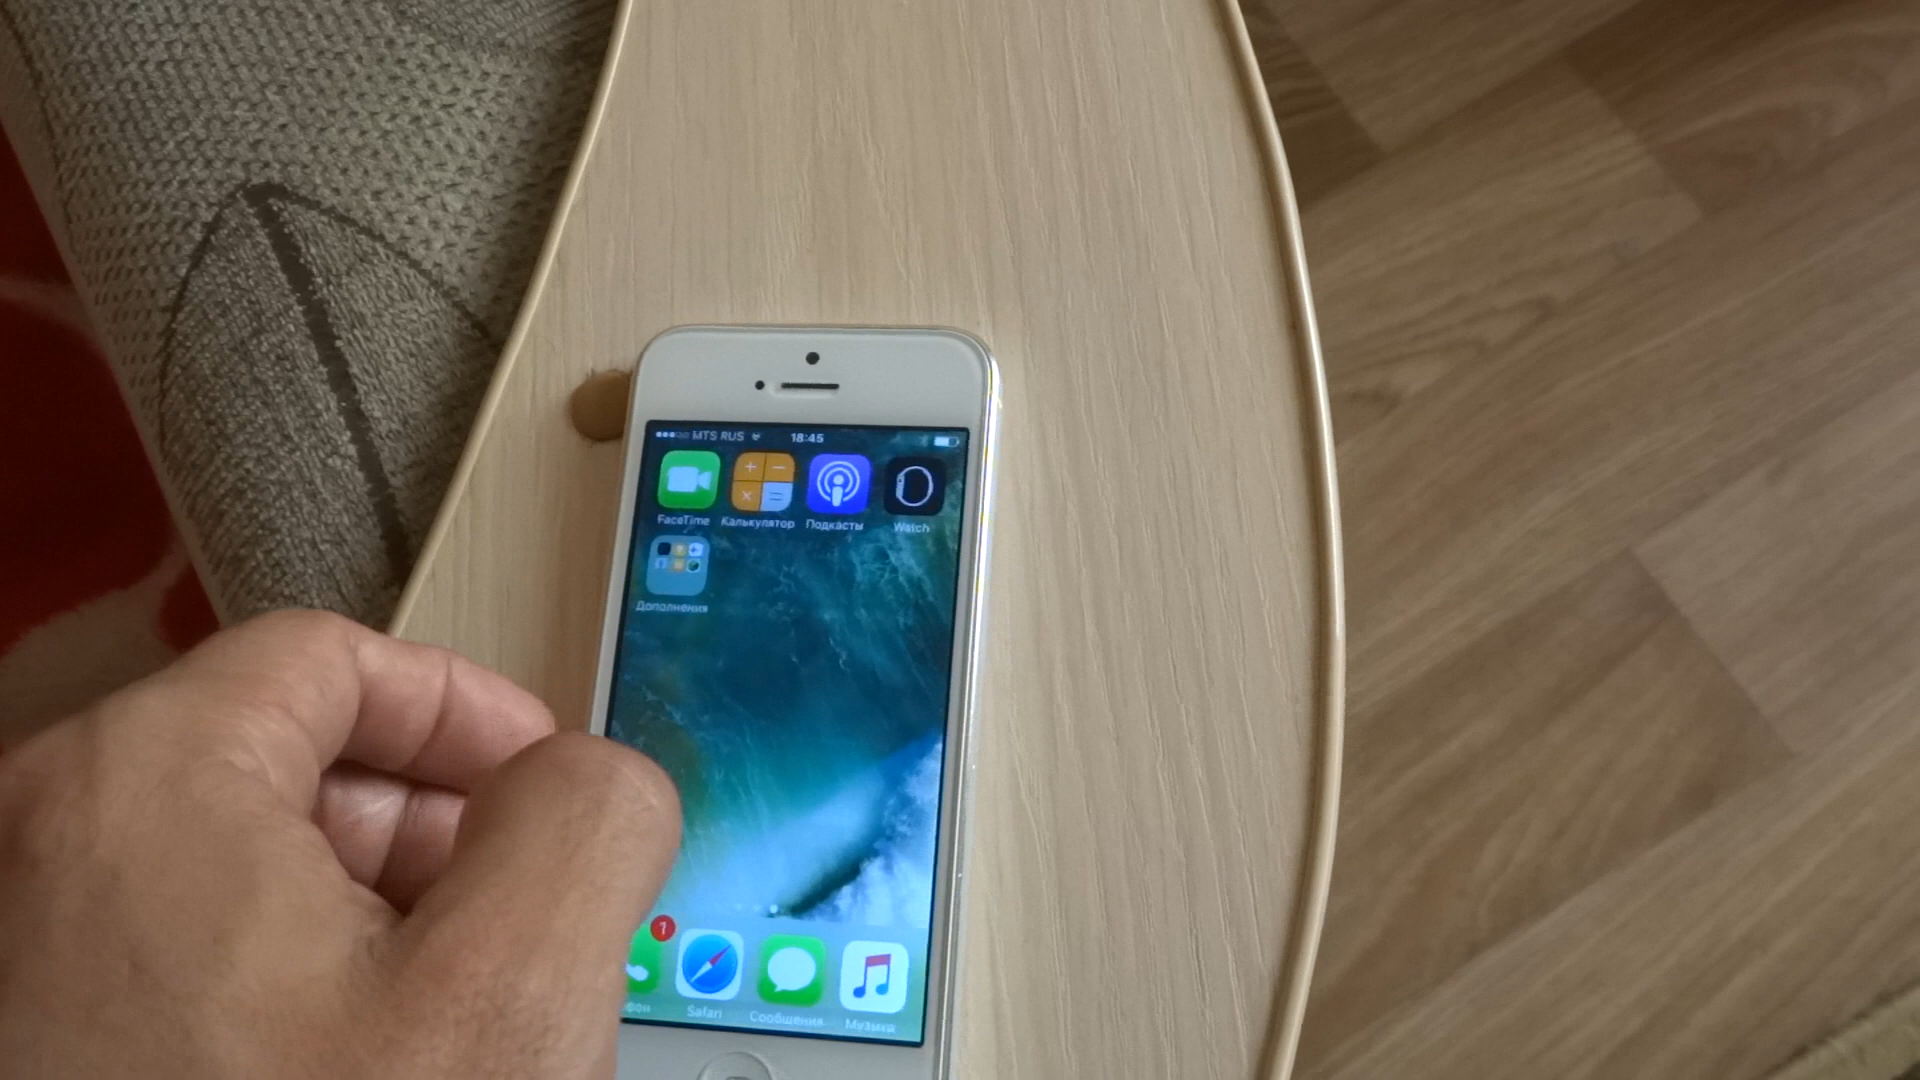 MTS RUS 18:45
FaceTime Калькулятор Подкасты Watch
Дополнения
1
Safari Сообщения Музыка